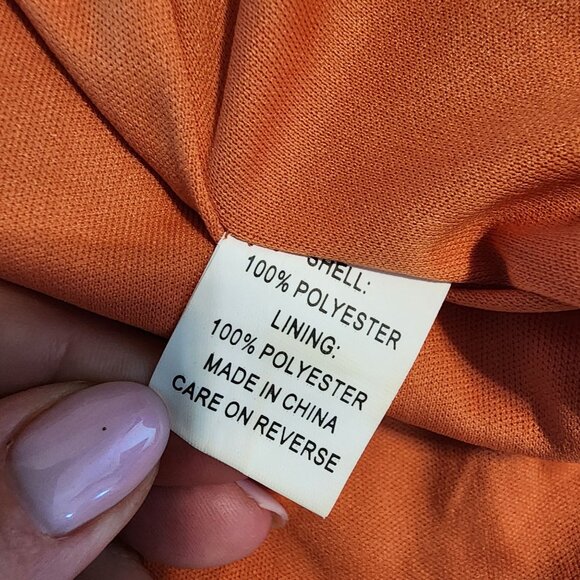 SHELL:
100% POLYESTER
LINING:
100% POLYESTER
MADE IN CHINA
CARE ON REVERSE